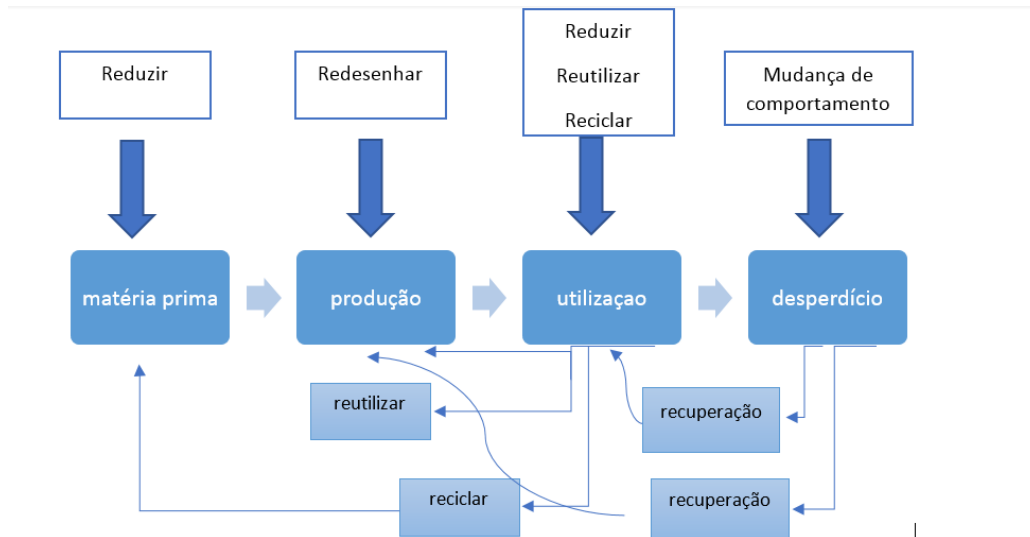 Reduzir
Redesenhar
Reduzir
Reutilizar
Reciclar
Mudança de
comportamento
matéria prima
produção
utilizaçao
desperdício
reutilizar
recuperação
reciclar
recuperação